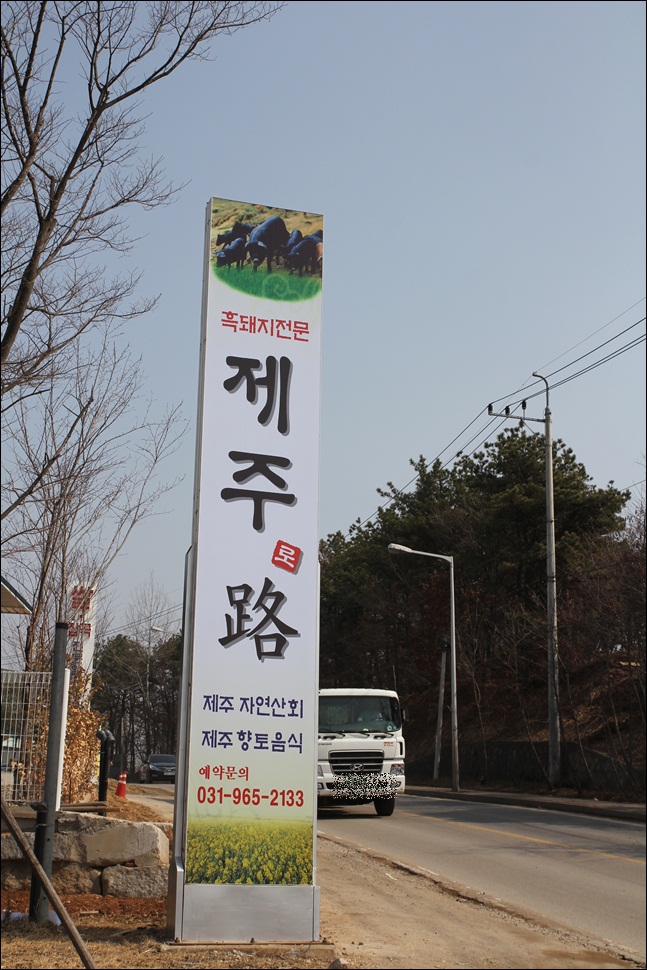 흑돼지전문
제주
로
路
제주 자연산회
제주 향토음식
예약문의
031-965-2133